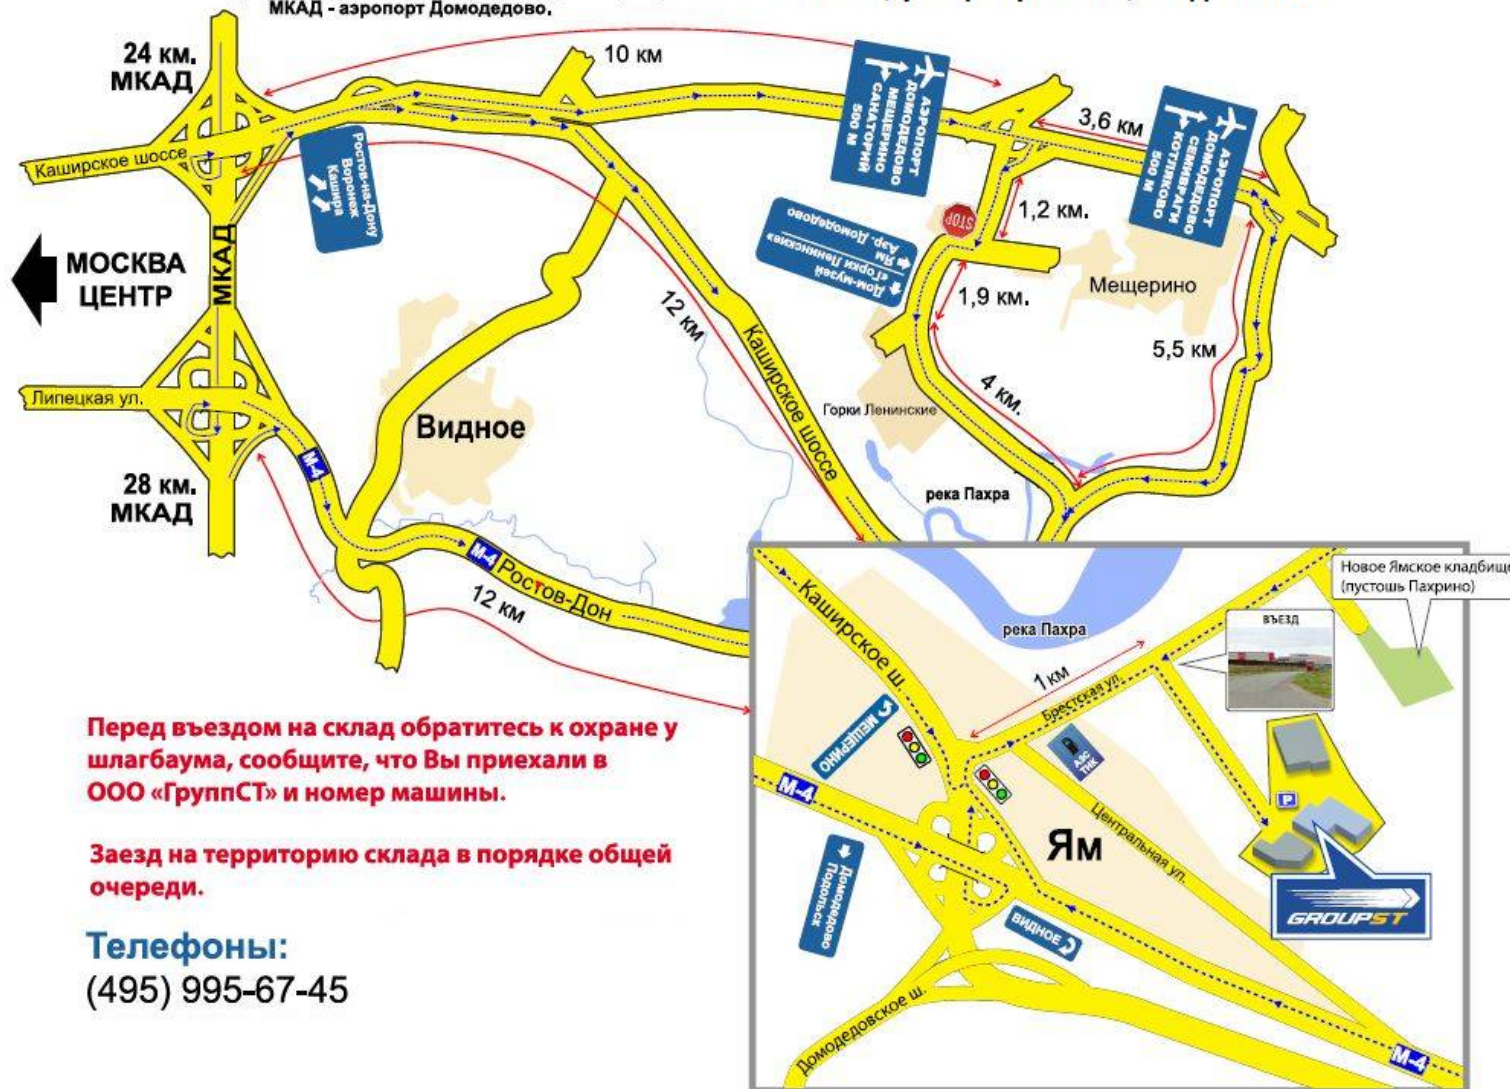 МКАД - аэропорт Домодедово.
24 км.
МКАД
10 км
АЭРОПОРТ
ДОМОДЕДОВО
МЕЩЕРИНО
САНАТОРИЙ
500 М
3,6 км
АЭРОПОРТ
ДОМОДЕДОВО
СЕМИВРАГИ
КОТЛЯКОВО
500 М
Каширское шоссе
Ростов-на-Дону
Воронеж
Кашира
STOP
1,2 км.
Дом-музей
«Горки Ленинские»
Ям
Аэр. Домодедово
МОСКВА
ЦЕНТР
МКАД
Мещерино
1,9 км.
12 км
Каширское шоссе
5,5 км
4 км.
Липецкая ул.
Видное
Горки Ленинские
М-4
28 км.
МКАД
река Пахра
М-4
Ростов-Дон
12 км
Новое Ямское кладбище
(пустошь Пахрино)
Каширское ш.
река Пахра
ВЪЕЗД
1 км
Брестская ул.
МЕЩЕРИНО
АЗС
ТНК
М-4
P
Ям
Центральная ул.
Домодедово
Подольск
ВИДНОЕ
GROUPST
Домодедовское ш.
М-4
Перед въездом на склад обратитесь к охране у
шлагбаума, сообщите, что Вы приехали в
ООО «ГруппСТ» и номер машины.
Заезд на территорию склада в порядке общей
очереди.
Телефоны:
(495) 995-67-45